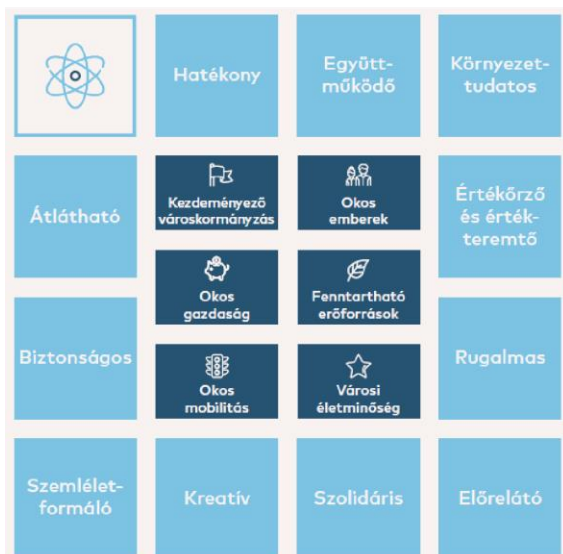 Hatékony
Együtt-
működő
Környezet-
tudatos
Átlátható
Kezdeményező
városkormányzás
Okos
emberek
Értékőrző
és érték-
teremtő
Okos
gazdaság
Fenntartható
erőforrások
Biztonságos
Okos
mobilitás
Városi
életminőség
Rugalmas
Szemlélet-
formáló
Kreatív
Szolidáris
Előrelátó